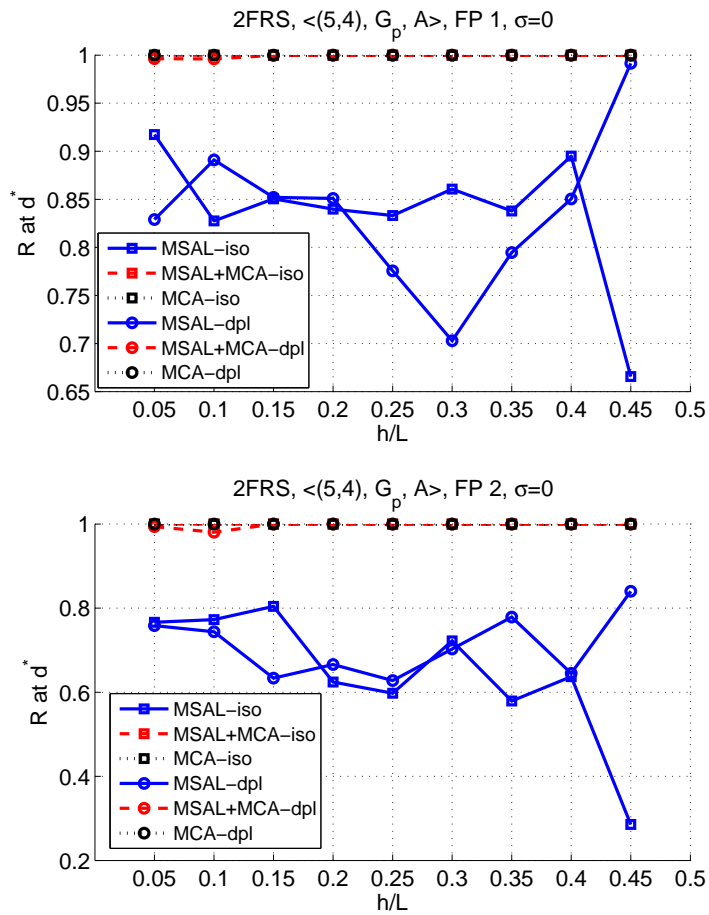 2FRS, <(5,4), Gp, A>, FP 1, σ=0
1
0.95
0.9
0.85
0.8
0.75
0.7
0.65
R at d*
MSAL−iso
MSAL+MCA−iso
MCA−iso
MSAL−dpl
MSAL+MCA−dpl
MCA−dpl
0.05 0.1 0.15 0.2 0.25 0.3 0.35 0.4 0.45 0.5
h/L
2FRS, <(5,4), Gp, A>, FP 2, σ=0
1
0.8
0.6
0.4
0.2
R at d*
MSAL−iso
MSAL+MCA−iso
MCA−iso
MSAL−dpl
MSAL+MCA−dpl
MCA−dpl
0.05 0.1 0.15 0.2 0.25 0.3 0.35 0.4 0.45 0.5
h/L